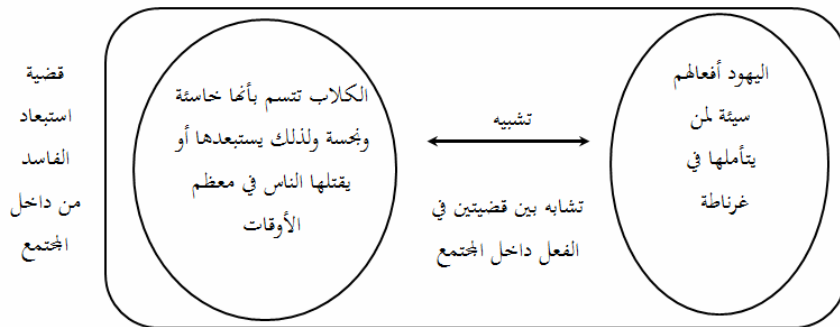 اليهود أفعالهم
سيئة لمن
يتأملها في
غرناطة
تشبيه
تشابه بين قضيتين في
الفعل داخل المجتمع
الكلاب تتسم بأنها خاسئة
ونجسة ولذلك يستبعدها أو
يقتلها الناس في معظم
الأوقات
قضية
استبعاد
الفاسد
من داخل
المجتمع